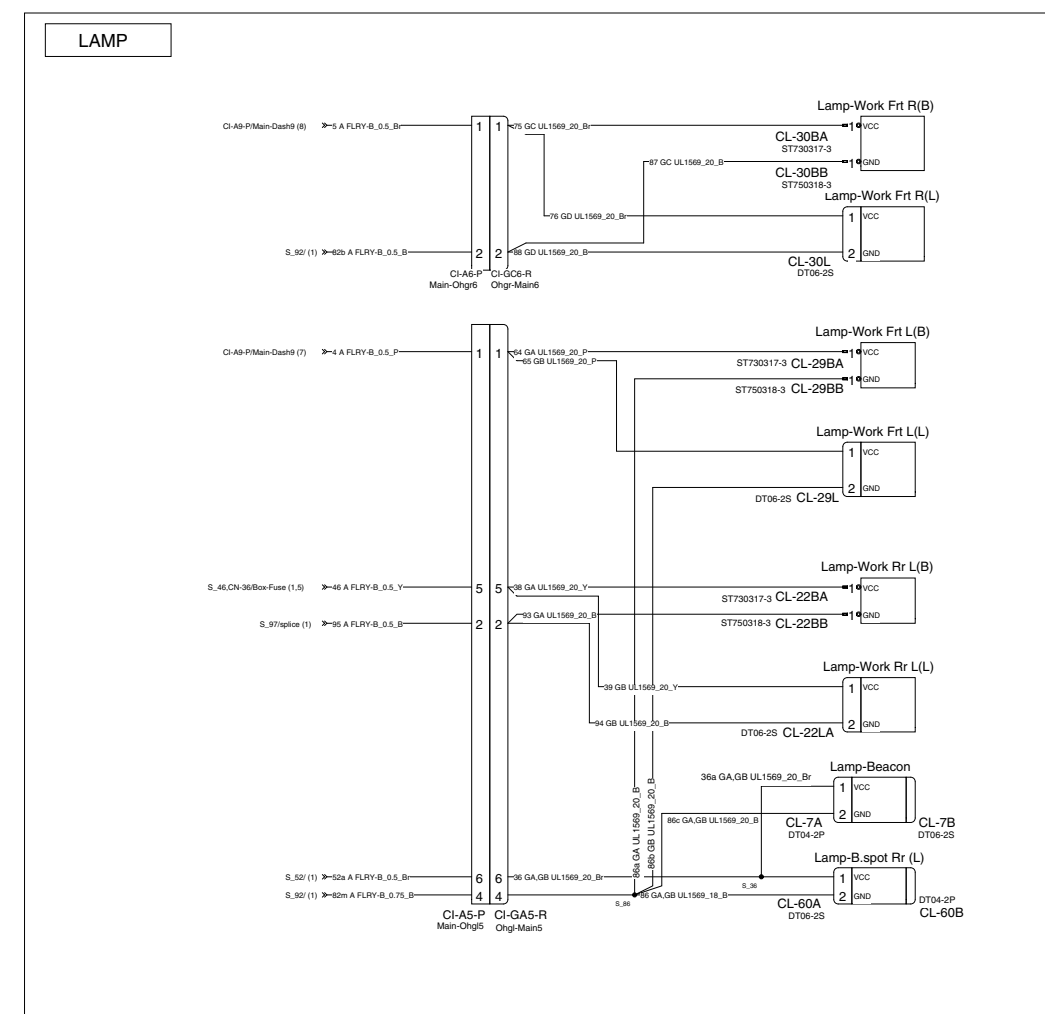 LAMP
Lamp-Work Frt R(B)
CI-A9-P/Main-Dash9 (8) 5 A FLRY-B_0.5_Br 1 1 75 GC UL1569_20_Br 1 VCC
CL-30BA
ST730317-3
87 GC UL1569_20_B 1 GND
CL-30BB
ST750318-3
Lamp-Work Frt R(L)
76 GD UL1569_20_Br 1 VCC
S_92/ (1) 82b A FLRY-B_0.5_B 2 2 88 GD UL1569_20_B 2 GND
CL-30L
DT06-2S
CI-A6-P CI-GC6-R
Main-Ohgr6 Ohgr-Main6
Lamp-Work Frt L(B)
CI-A9-P/Main-Dash9 (7) 4 A FLRY-B_0.5_P 1 1 64 GA UL1569_20_P 1 VCC
65 GB UL1569_20_P
ST730317-3 CL-29BA
1 GND
ST750318-3 CL-29BB
Lamp-Work Frt L(L)
1 VCC
2 GND
DT06-2S CL-29L
Lamp-Work Rr L(B)
S_46,CN-36/Box-Fuse (1,5) 46 A FLRY-B_0.5_Y 5 5 38 GA UL1569_20_Y 1 VCC
ST730317-3 CL-22BA
93 GA UL1569_20_B 1 GND
S_97/splice (1) 95 A FLRY-B_0.5_B 2 2
ST750318-3 CL-22BB
Lamp-Work Rr L(L)
39 GB UL1569_20_Y 1 VCC
94 GB UL1569_20_B 2 GND
DT06-2S CL-22LA
Lamp-Beacon
36a GA,GB UL1569_20_Br 1 VCC
86a GA UL1569_20_B
86b GB UL1569_20_B
86c GA,GB UL1569_20_B 2 GND
CL-7A CL-7B
DT04-2P DT06-2S
Lamp-B.spot Rr (L)
S_52/ (1) 52a A FLRY-B_0.5_Br 6 6 36 GA,GB UL1569_20_Br 1 VCC
S_36
S_92/ (1) 82m A FLRY-B_0.75_B 4 4 86 GA,GB UL1569_18_B 2 GND
S_86
CL-60A DT04-2P
DT06-2S CL-60B
CI-A5-P CI-GA5-R
Main-Ohgl5 Ohgl-Main5